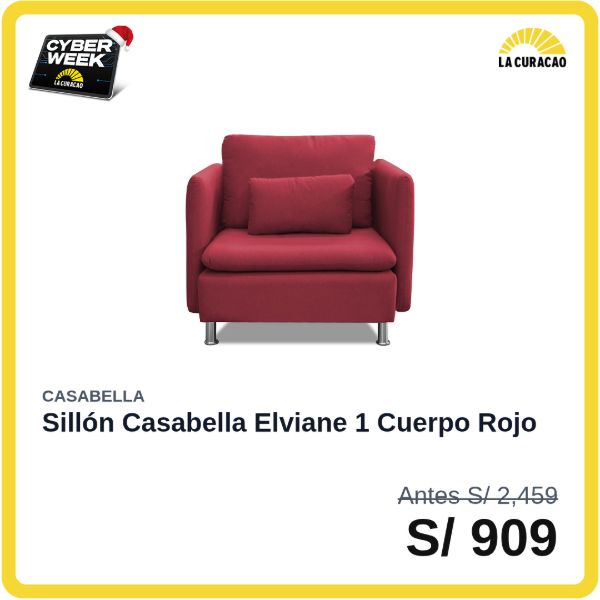 CYBER
WEEK
LA CURACAO
LA CURACAO
CASABELLA
Sillón Casabella Elviane 1 Cuerpo Rojo
Antes S/ 2,459
S/ 909